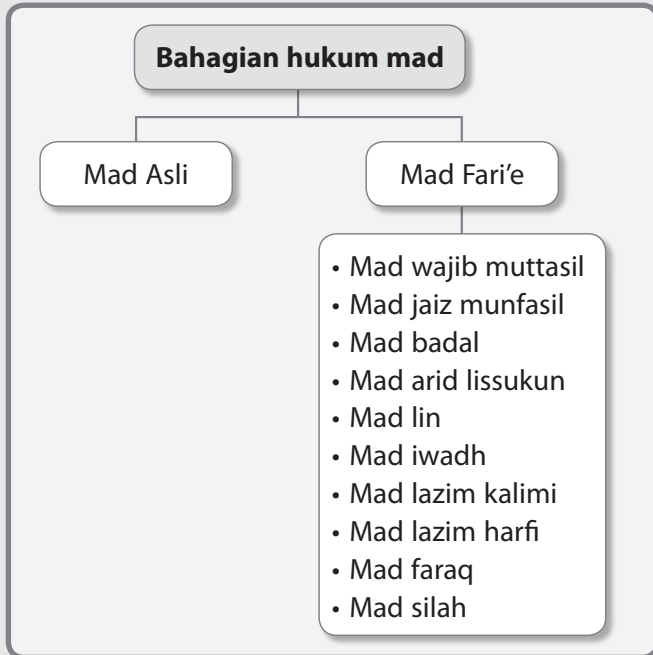 Bahagian hukum mad
Mad Asli
Mad Fari'e
• Mad wajib muttasil
• Mad jaiz munfasil
• Mad badal
• Mad arid lissukun
• Mad lin
• Mad iwadh
• Mad lazim kalimi
• Mad lazim harfi
• Mad faraq
• Mad silah